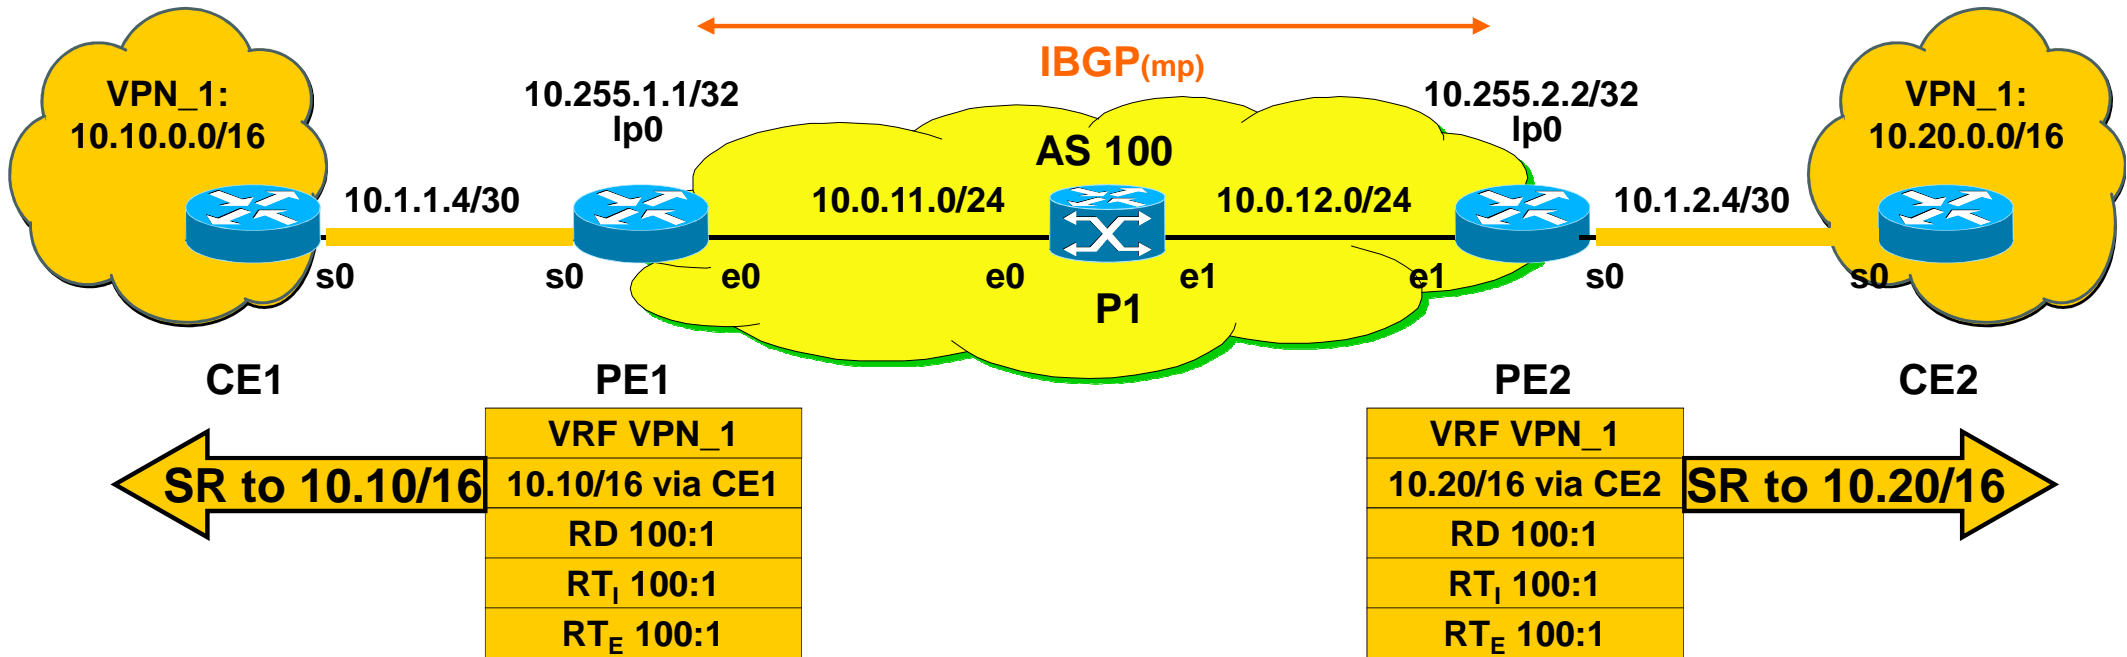 IBGP(mp)
VPN_1:
10.10.0.0/16
10.255.1.1/32
lp0
10.255.2.2/32
lp0
VPN_1:
10.20.0.0/16
AS 100
10.1.1.4/30
10.0.11.0/24
10.0.12.0/24
10.1.2.4/30
s0
s0
e0
e0
e1
e1
s0
s0
P1
CE1
PE1
PE2
CE2
SR to 10.10/16
VRF VPN_1
10.10/16 via CE1
RD 100:1
RTI 100:1
RTE 100:1
VRF VPN_1
10.20/16 via CE2
RD 100:1
RTI 100:1
RTE 100:1
SR to 10.20/16